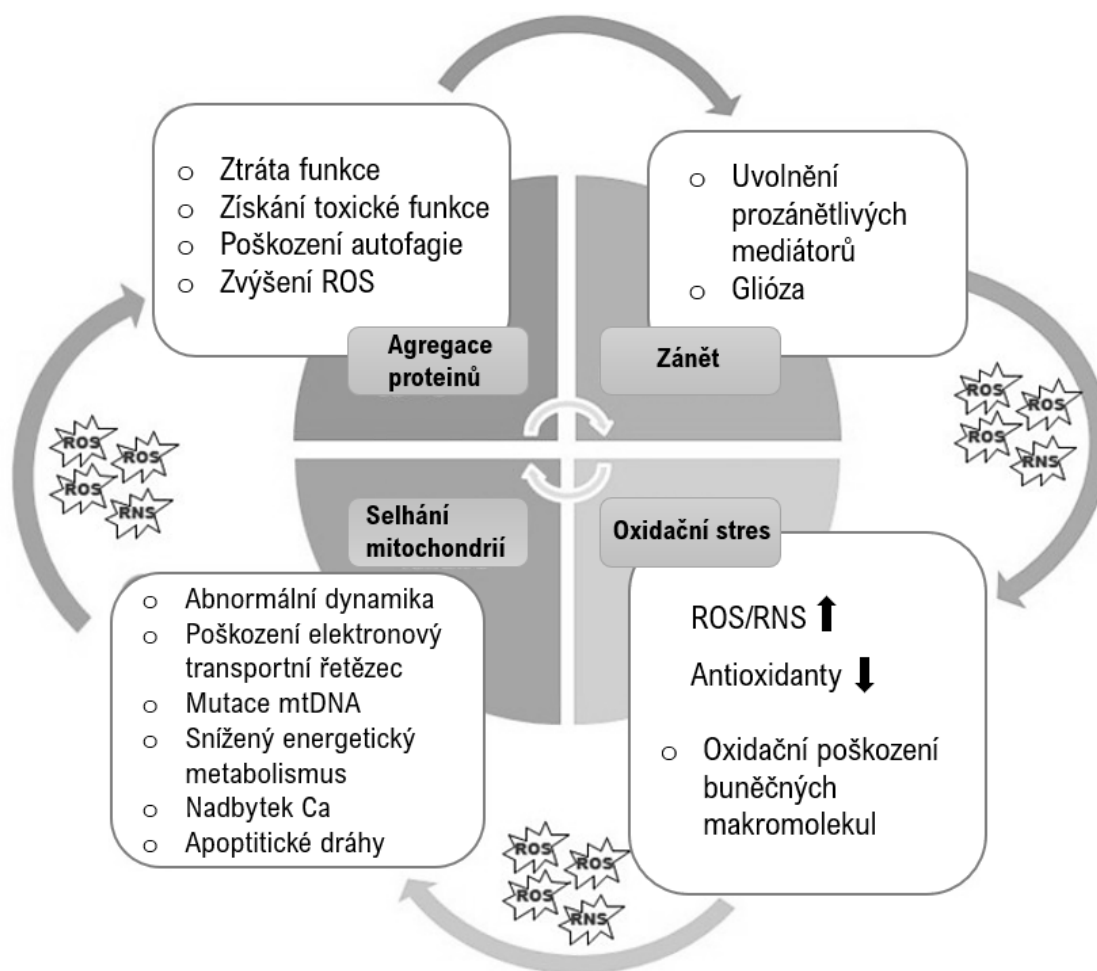 o Ztráta funkce
o Získání toxické funkce
o Poškození autofagie
o Zvýšení ROS
Agregace
proteinů
o Uvolnění
prozánětlivých
mediátorů
o Glióza
Zánět
ROS
ROS
ROS
RNS
ROS
ROS
ROS
RNS
Selhání
mitochondrií
o Abnormální dynamika
o Poškození elektronový
transportní řetězec
o Mutace mtDNA
o Snížený energetický
metabolismus
o Nadbytek Ca
o Apoptitické dráhy
Oxidační stres
ROS/RNS ⬆
Antioxidanty ⬇
o Oxidační poškození
buněčných
makromolekul
ROS
ROS
ROS
RNS